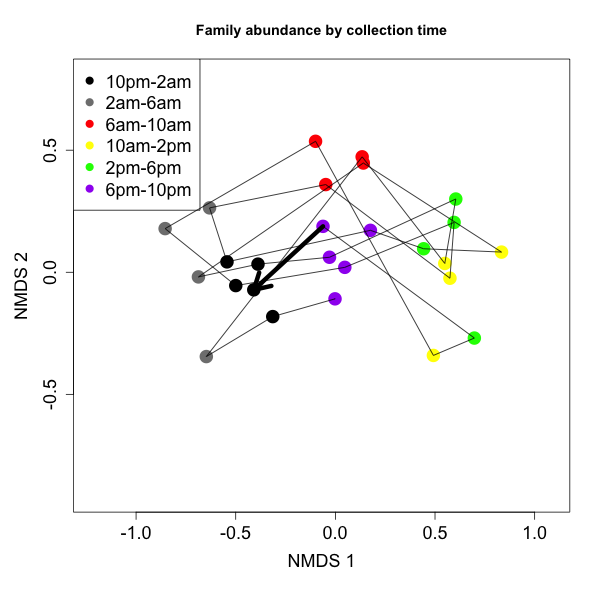 Family abundance by collection time
10pm-2am
2am-6am
6am-10am
10am-2pm
2pm-6pm
6pm-10pm
0.5
0.0
-0.5
NMDS 2
-1.0 -0.5 0.0 0.5 1.0
NMDS 1